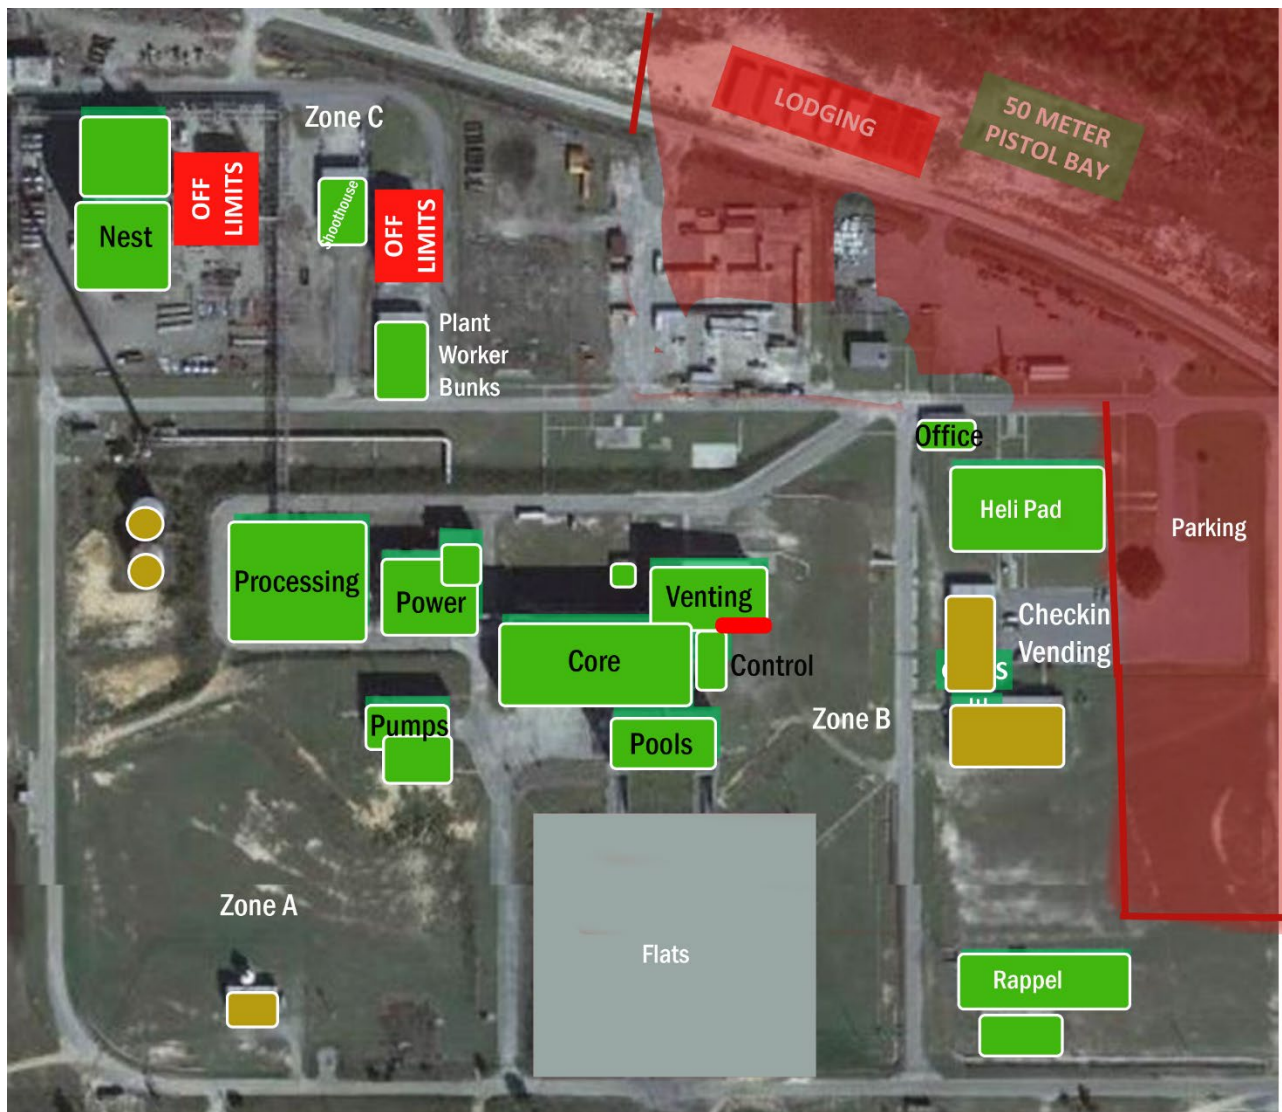 Zone C
LODGING
50 METER
PISTOL BAY
OFF
LIMITS
Shoothouse
OFF
LIMITS
Nest
Plant
Worker
Bunks
Office
Heli Pad
Parking
Processing
Power
Venting
Checkin
Vending
Core
Control
Pumps
Pools
Zone B
Zone A
Flats
Rappel